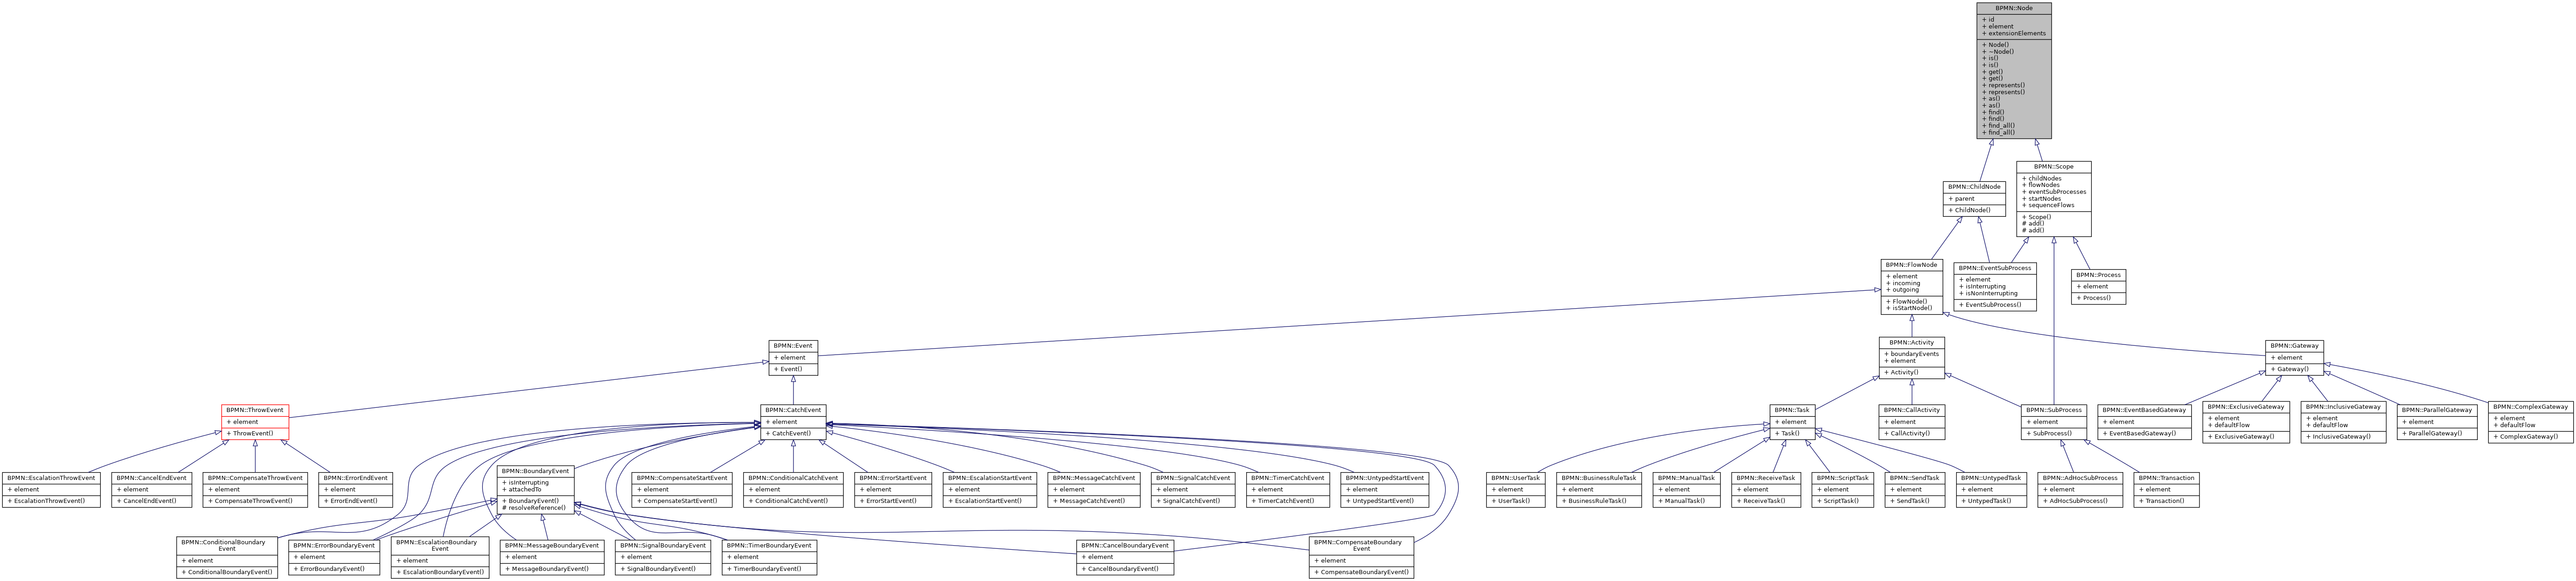 BPMN::Node
+ id
+ element
+ extensionElements
+ Node()
+ ~Node()
+ is()
+ is()
+ get()
+ get()
+ represents()
+ represents()
+ as()
+ as()
+ find()
+ find()
+ find_all()
+ find_all()
BPMN::Scope
+ childNodes
+ flowNodes
+ eventSubProcesses
+ startNodes
+ sequenceFlows
+ Scope()
# add()
# add()
BPMN::ChildNode
+ parent
+ ChildNode()
BPMN::FlowNode
+ element
+ incoming
+ outgoing
+ FlowNode()
+ isStartNode()
BPMN::EventSubProcess
+ element
+ isInterrupting
+ isNonInterrupting
+ EventSubProcess()
BPMN::Process
+ element
+ Process()
BPMN::Event
+ element
+ Event()
BPMN::Activity
+ boundaryEvents
+ element
+ Activity()
BPMN::Gateway
+ element
+ Gateway()
BPMN::ThrowEvent
+ element
+ ThrowEvent()
BPMN::CatchEvent
+ element
+ CatchEvent()
BPMN::Task
+ element
+ Task()
BPMN::CallActivity
+ element
+ CallActivity()
BPMN::SubProcess
+ element
+ SubProcess()
BPMN::EventBasedGateway
+ element
+ EventBasedGateway()
BPMN::ExclusiveGateway
+ element
+ defaultFlow
+ ExclusiveGateway()
BPMN::InclusiveGateway
+ element
+ defaultFlow
+ InclusiveGateway()
BPMN::ParallelGateway
+ element
+ ParallelGateway()
BPMN::ComplexGateway
+ element
+ defaultFlow
+ ComplexGateway()
BPMN::EscalationThrowEvent
+ element
+ EscalationThrowEvent()
BPMN::CancelEndEvent
+ element
+ CancelEndEvent()
BPMN::CompensateThrowEvent
+ element
+ CompensateThrowEvent()
BPMN::ErrorEndEvent
+ element
+ ErrorEndEvent()
BPMN::BoundaryEvent
+ isInterrupting
+ attachedTo
+ BoundaryEvent()
# resolveReference()
BPMN::CompensateStartEvent
+ element
+ CompensateStartEvent()
BPMN::ConditionalCatchEvent
+ element
+ ConditionalCatchEvent()
BPMN::ErrorStartEvent
+ element
+ ErrorStartEvent()
BPMN::EscalationStartEvent
+ element
+ EscalationStartEvent()
BPMN::MessageCatchEvent
+ element
+ MessageCatchEvent()
BPMN::SignalCatchEvent
+ element
+ SignalCatchEvent()
BPMN::TimerCatchEvent
+ element
+ TimerCatchEvent()
BPMN::UntypedStartEvent
+ element
+ UntypedStartEvent()
BPMN::UserTask
+ element
+ UserTask()
BPMN::BusinessRuleTask
+ element
+ BusinessRuleTask()
BPMN::ManualTask
+ element
+ ManualTask()
BPMN::ReceiveTask
+ element
+ ReceiveTask()
BPMN::ScriptTask
+ element
+ ScriptTask()
BPMN::SendTask
+ element
+ SendTask()
BPMN::UntypedTask
+ element
+ UntypedTask()
BPMN::AdHocSubProcess
+ element
+ AdHocSubProcess()
BPMN::Transaction
+ element
+ Transaction()
BPMN::ConditionalBoundary
Event
+ element
+ ConditionalBoundaryEvent()
BPMN::ErrorBoundaryEvent
+ element
+ ErrorBoundaryEvent()
BPMN::EscalationBoundary
Event
+ element
+ EscalationBoundaryEvent()
BPMN::MessageBoundaryEvent
+ element
+ MessageBoundaryEvent()
BPMN::SignalBoundaryEvent
+ element
+ SignalBoundaryEvent()
BPMN::TimerBoundaryEvent
+ element
+ TimerBoundaryEvent()
BPMN::CancelBoundaryEvent
+ element
+ CancelBoundaryEvent()
BPMN::CompensateBoundary
Event
+ element
+ CompensateBoundaryEvent()